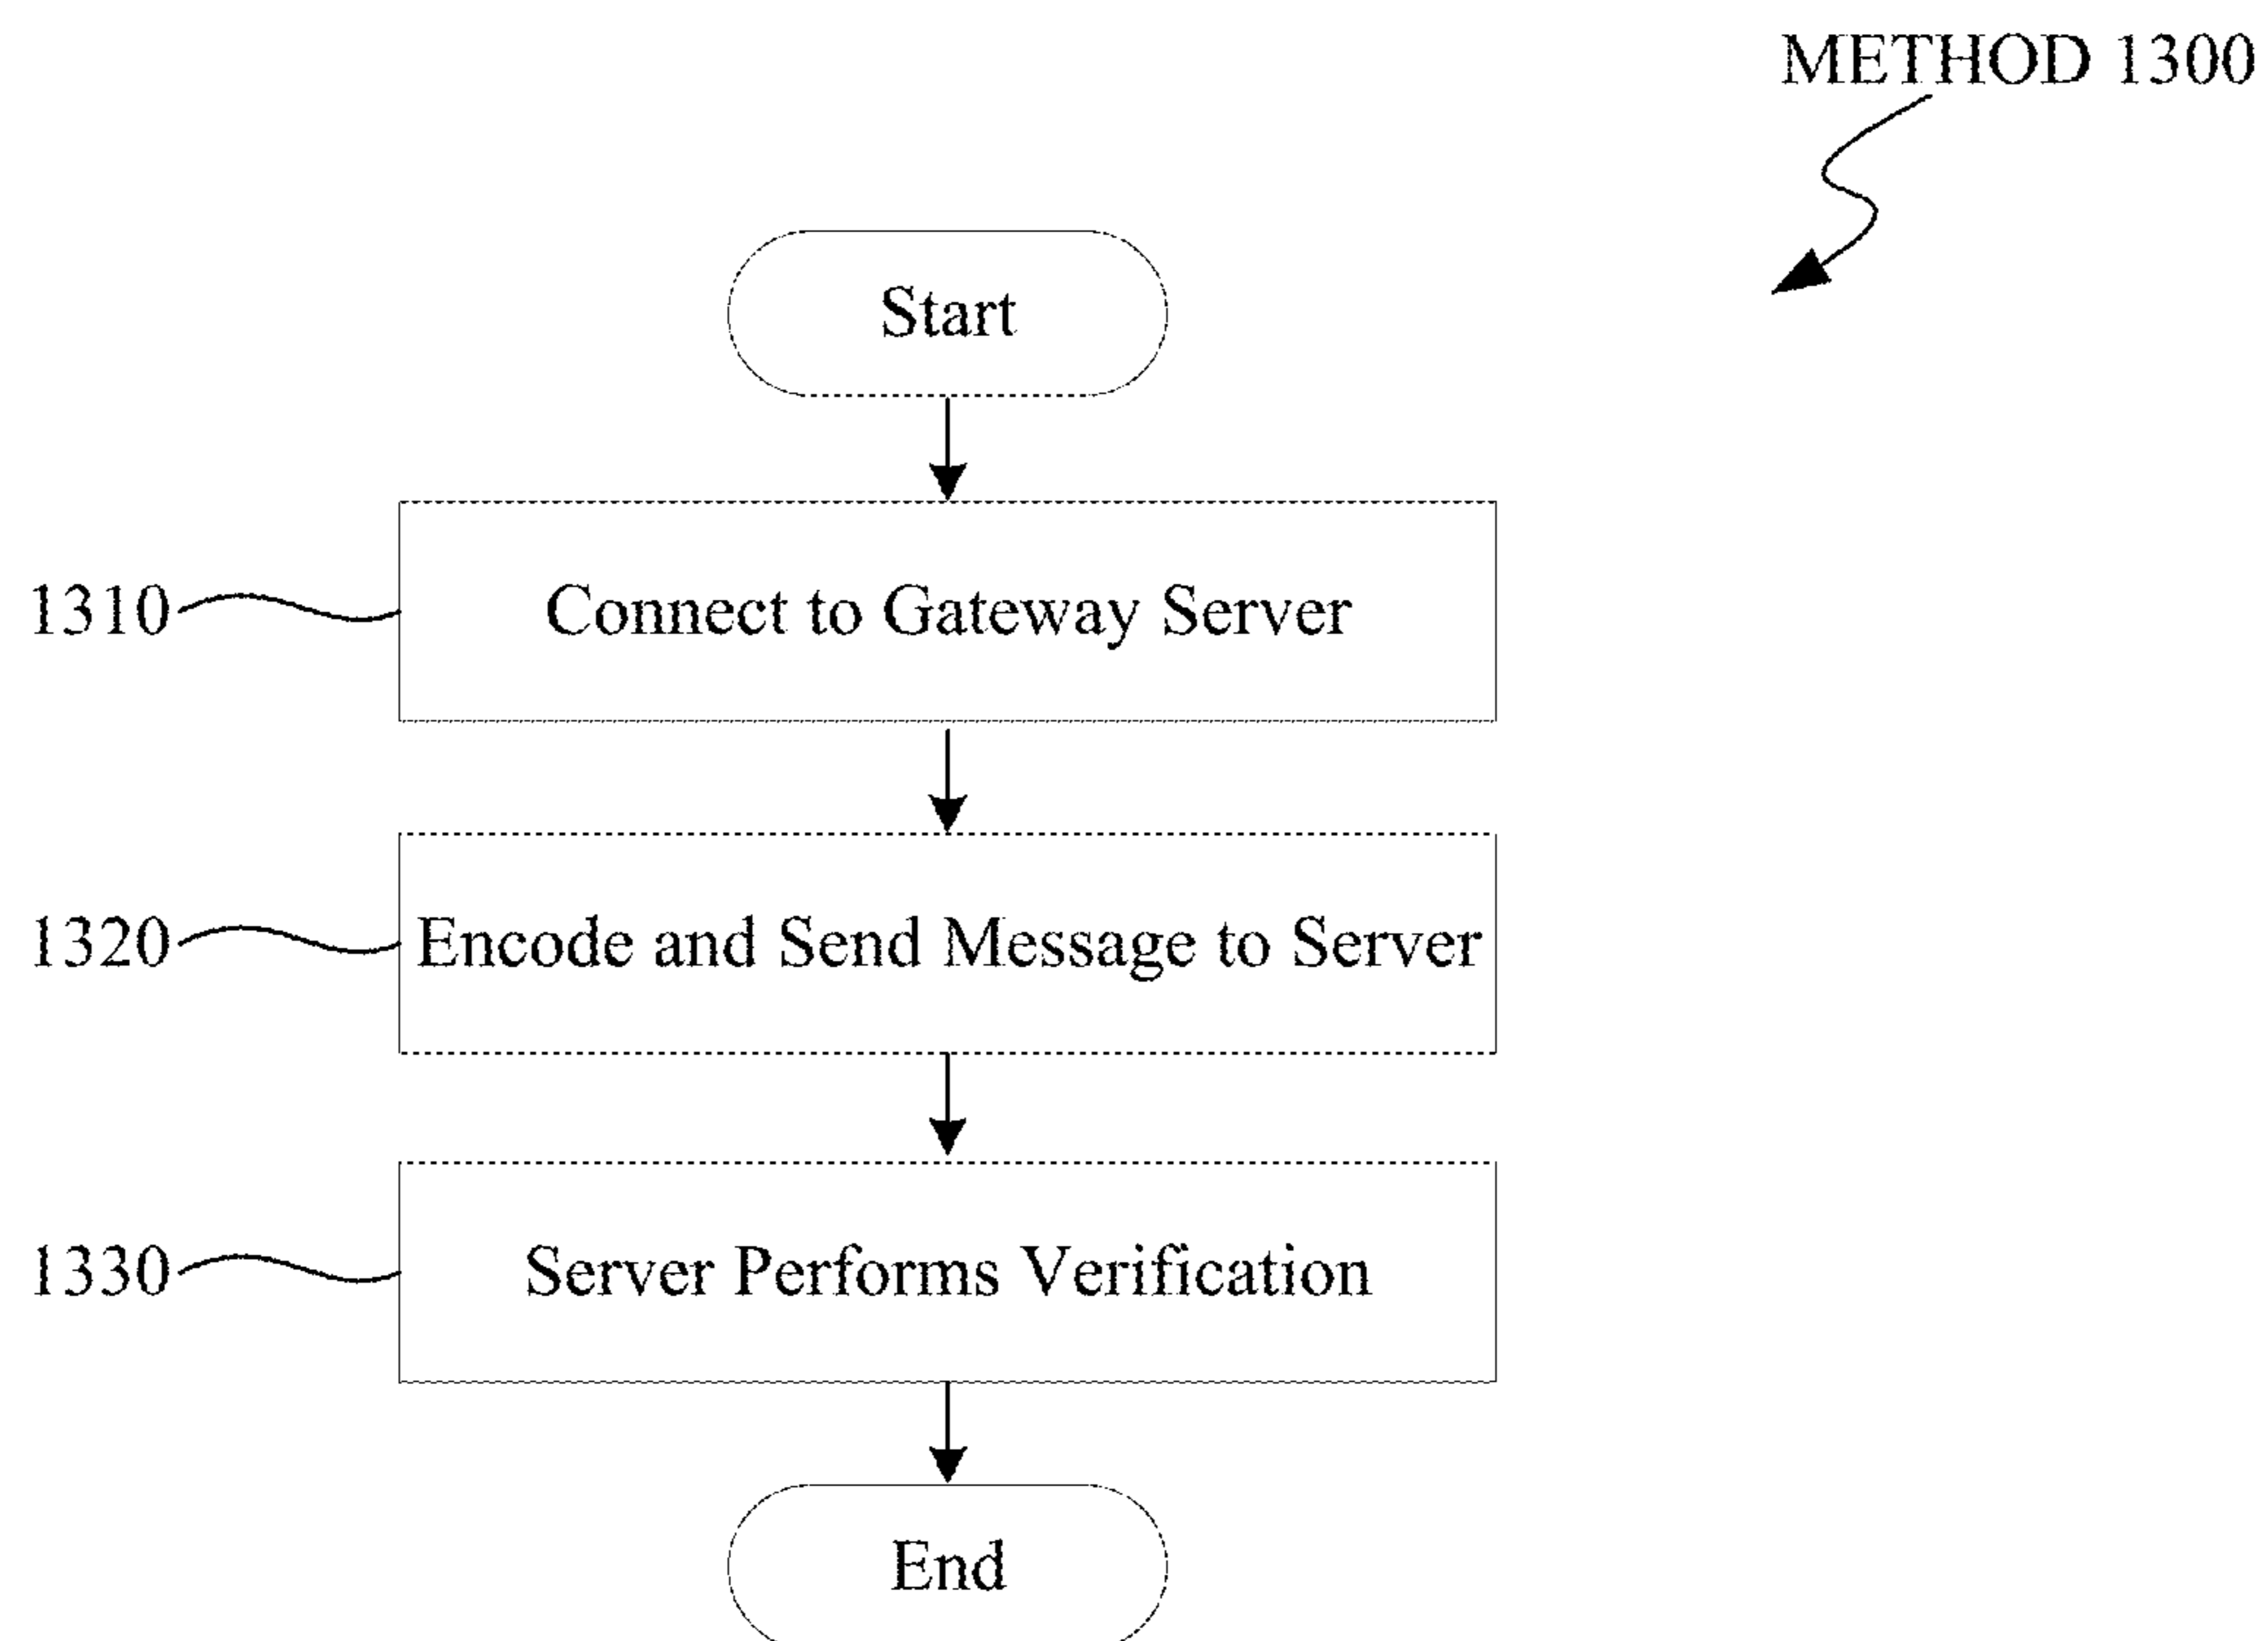 METHOD 1300
Start
1310
Connect to Gateway Server
1320
Encode and Send Message to Server
1330
Server Performs Verification
End